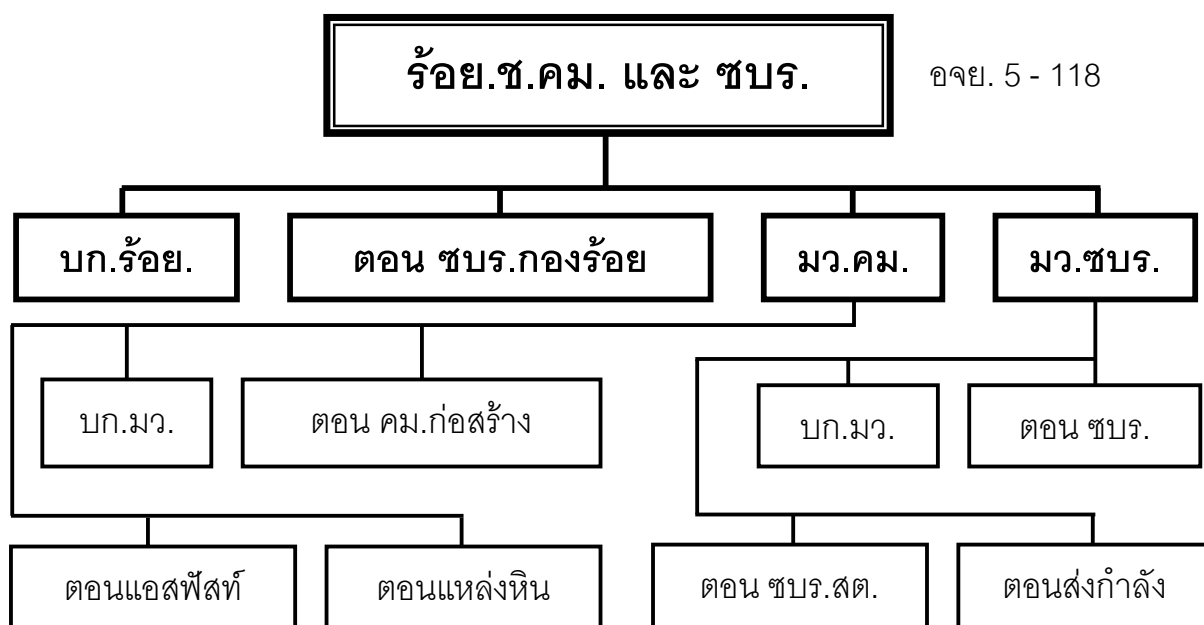 ร้อย.ช.คม. และ ซบร.
อจย. 5 - 118
บก.ร้อย.
ตอน ซบร.กองร้อย
มว.คม.
มว.ซบร.
บก.มว.
ตอน คม.ก่อสร้าง
บก.มว.
ตอน ซบร.
ตอนแอสฟัสท์
ตอนแหล่งหิน
ตอน ซบร.สต.
ตอนส่งกำลัง